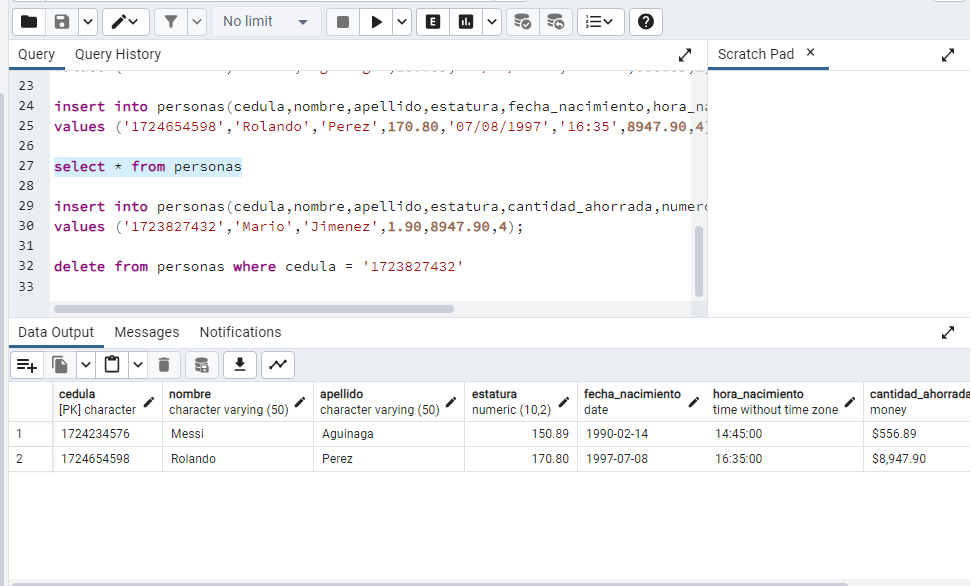 No limit
E
Query
Query History
Scratch Pad
23
24 insert into personas(cedula,nombre,apellido,estatura,fecha_nacimiento,hora_na
25 values ('1724654598','Rolando','Perez',170.80,'07/08/1997','16:35',8947.90,4)
26
27 select * from personas
28
29 insert into personas(cedula,nombre,apellido,estatura,cantidad_ahorrada,numero
30 values ('1723827432','Mario','Jimenez',1.90,8947.90,4);
31
32 delete from personas where cedula = '1723827432'
33
Data Output Messages Notifications
cedula nombre apellido estatura fecha_nacimiento hora_nacimiento cantidad_ahorrada
[PK] character character varying (50) character varying (50) numeric (10,2) date time without time zone money
1 1724234576 Messi Aguinaga 150.89 1990-02-14 14:45:00 $556.89
2 1724654598 Rolando Perez 170.80 1997-07-08 16:35:00 $8,947.90